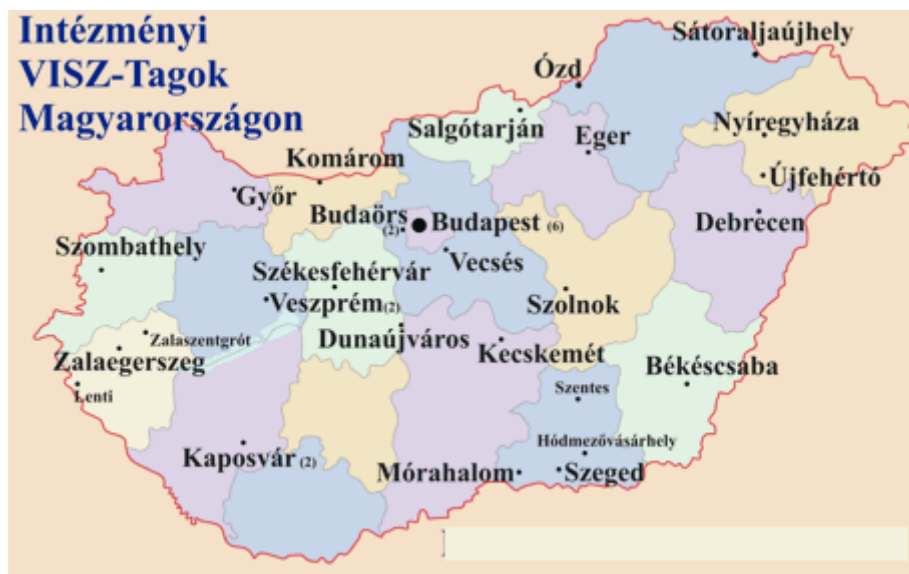 Intézményi
VISZ-Tagok
Magyarországon
Sátoraljaújhely
Ózd
Salgótarján
Eger
Nyíregyháza
Komárom
Győr
Újfehértó
Budaörs
(2)
Budapest (6)
Debrecen
Szombathely
Vecsés
Székesfehérvár
Veszprém (2)
Szolnok
Zalaszentgrót
Dunaújváros
Kecskemét
Zalaegerszeg
Békéscsaba
Lenti
Szentes
Hódmezővásárhely
Kaposvár (2)
Mórahalom
Szeged